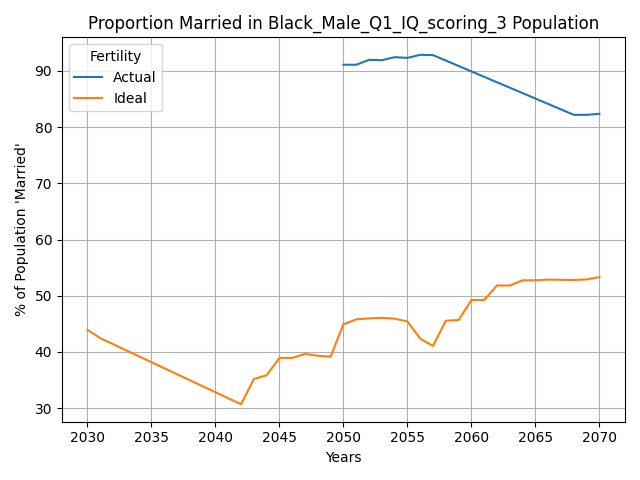 Proportion Married in Black_Male_Q1_IQ_scoring_3 Population
Fertility
Actual
Ideal
% of Population 'Married'
90
80
70
60
50
40
30
2030 2035 2040 2045 2050 2055 2060 2065 2070
Years